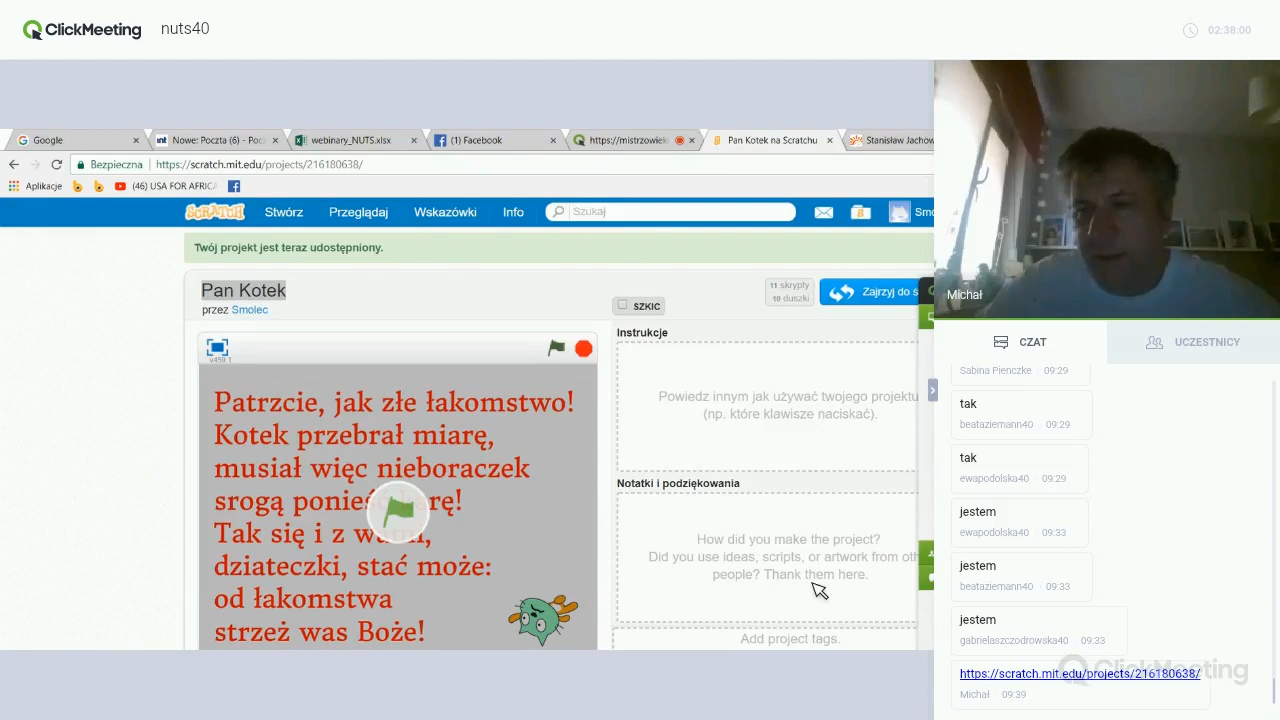 ClickMeeting
nuts40
02:38:00
Google
Nowe: Poczta (6) - Poc
webinary_NUTS.xlsx
(1) Facebook
https://mistrzowiek
Pan Kotek na Scratchu
Stanisław Jachow
Bezpieczna
https://scratch.mit.edu/projects/216180638/
Aplikacje
(46) USA FOR AFRICA
SCRATCH
Stwórz
Przeglądaj
Wskazówki
Info
Szukaj
Smo
Twój projekt jest teraz udostępniony.
Pan Kotek
przez Smolec
SZKIC
11 skrypty
10 duszki
Zajrzyj do ś
v459.1
Patrzcie, jak złe łakomstwo!
Kotek przebrał miarę,
musiał więc nieboraczek
srogą ponieś rę!
Tak się i z wami,
dziateczki, stać może:
od łakomstwa
strzeż was Boże!
Instrukcje
Powiedz innym jak używać twojego projektu
(np. które klawisze naciskać).
Notatki i podziękowania
How did you make the project?
Did you use ideas, scripts, or artwork from oth
people? Thank them here.
Add project tags.
Michał
CZAT
UCZESTNICY
Sabina Pienczke 09:29
tak
beataziemann40 09:29
tak
ewapodolska40 09:29
jestem
ewapodolska40 09:33
jestem
beataziemann40 09:33
jestem
gabrielaszczodrowska40 09:33
https://scratch.mit.edu/projects/216180638/
Michał 09:39
ClickMeeting